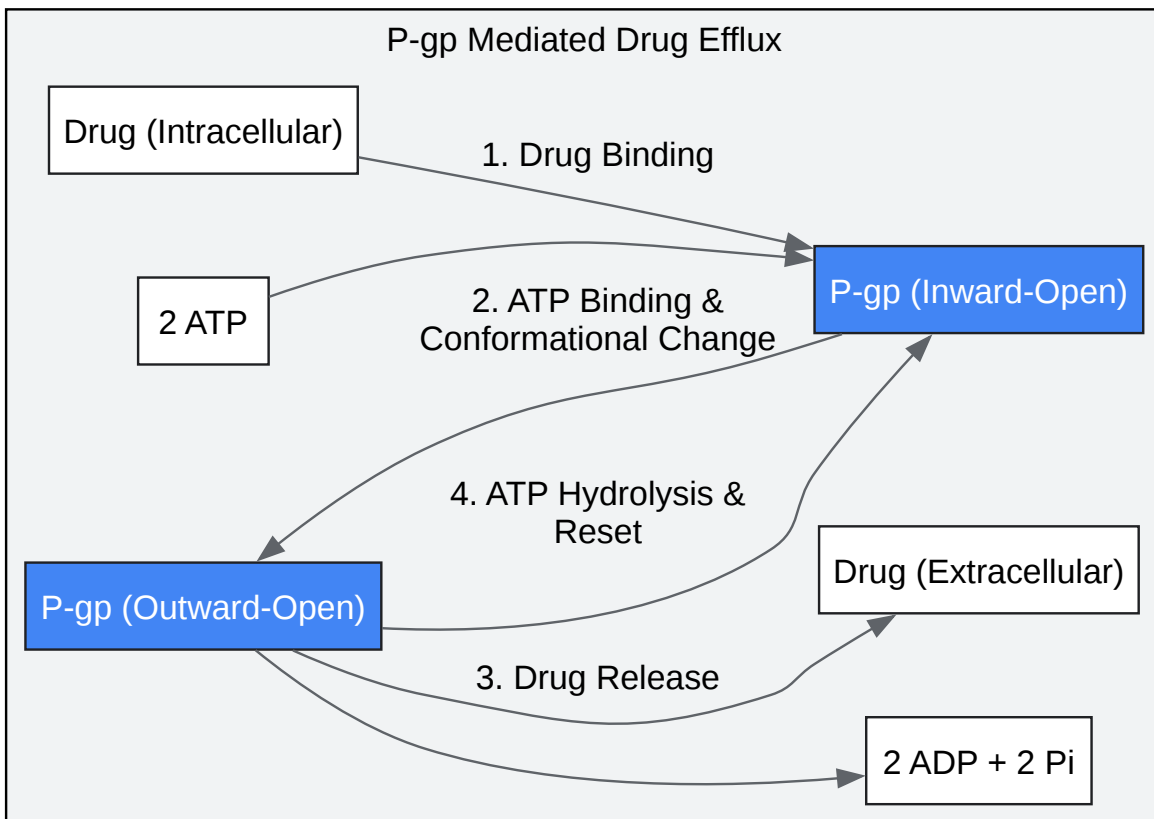 P-gp Mediated Drug Efflux
Drug (Intracellular)
1. Drug Binding
P-gp (Inward-Open)
2 ATP
2. ATP Binding &
Conformational Change
4. ATP Hydrolysis &
Reset
Drug (Extracellular)
P-gp (Outward-Open)
3. Drug Release
2 ADP + 2 Pi